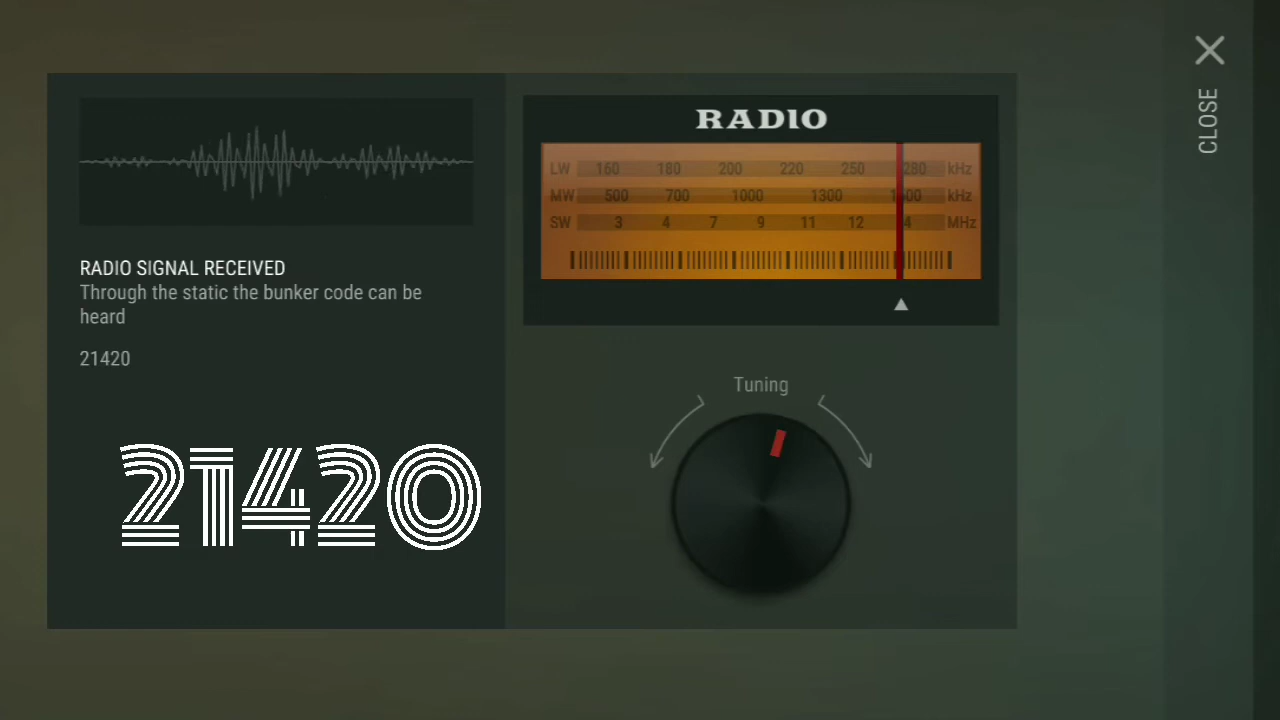 RADIO SIGNAL RECEIVED
Through the static the bunker code can be
heard
21420
21420
RADIO
LW 160 180 200 220 250 280 kHz
MW 500 700 1000 1300 1600 kHz
SW 3 4 7 9 11 12 4 MHz
Tuning
CLOSE